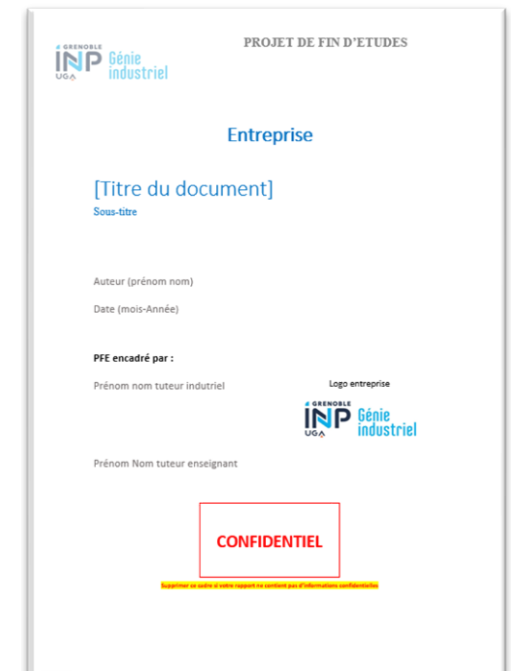 PROJET DE FIN D'ETUDES
GRENOBLE
INP
UGA
Génie
industriel
Entreprise
[Titre du document]
Sous-titre
Auteur (prénom nom)
Date (mois-Année)
PFE encadré par :
Prénom nom tuteur indutriel
Logo entreprise
GRENOBLE
INP
UGA
Génie
industriel
Prénom Nom tuteur enseignant
CONFIDENTIEL
Supprimer ce cadre si votre rapport ne contient pas d'informations confidentielles